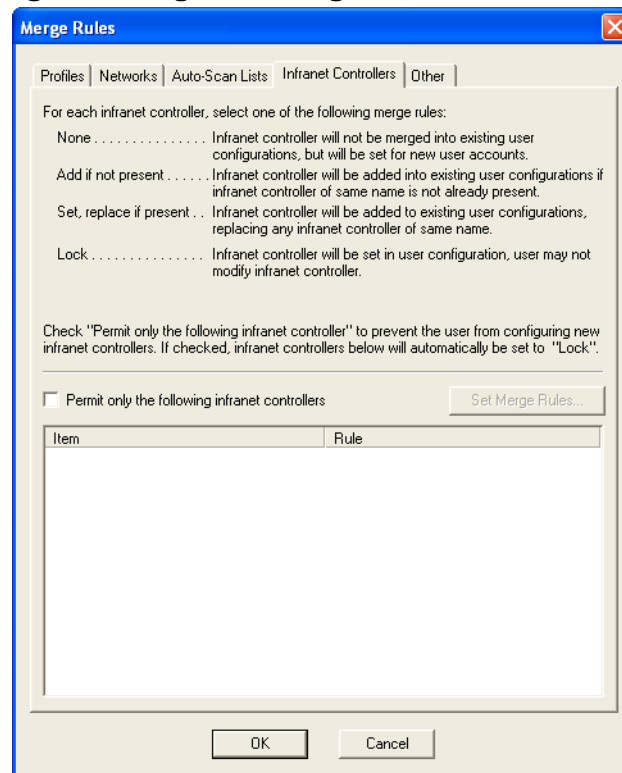 Merge Rules
Profiles Networks Auto-Scan Lists Infranet Controllers Other
For each infranet controller, select one of the following merge rules:
None . . . . . . . . . . . . . . . Infranet controller will not be merged into existing user
configurations, but will be set for new user accounts.
Add if not present . . . . . . Infranet controller will be added into existing user configurations if
infranet controller of same name is not already present.
Set, replace if present . . Infranet controller will be added to existing user configurations,
replacing any infranet controller of same name.
Lock . . . . . . . . . . . . . . . Infranet controller will be set in user configuration, user may not
modify infranet controller.
Check "Permit only the following infranet controller" to prevent the user from configuring new
infranet controllers. If checked, infranet controllers below will automatically be set to "Lock".
Permit only the following infranet controllers Set Merge Rules...
Item Rule
OK Cancel